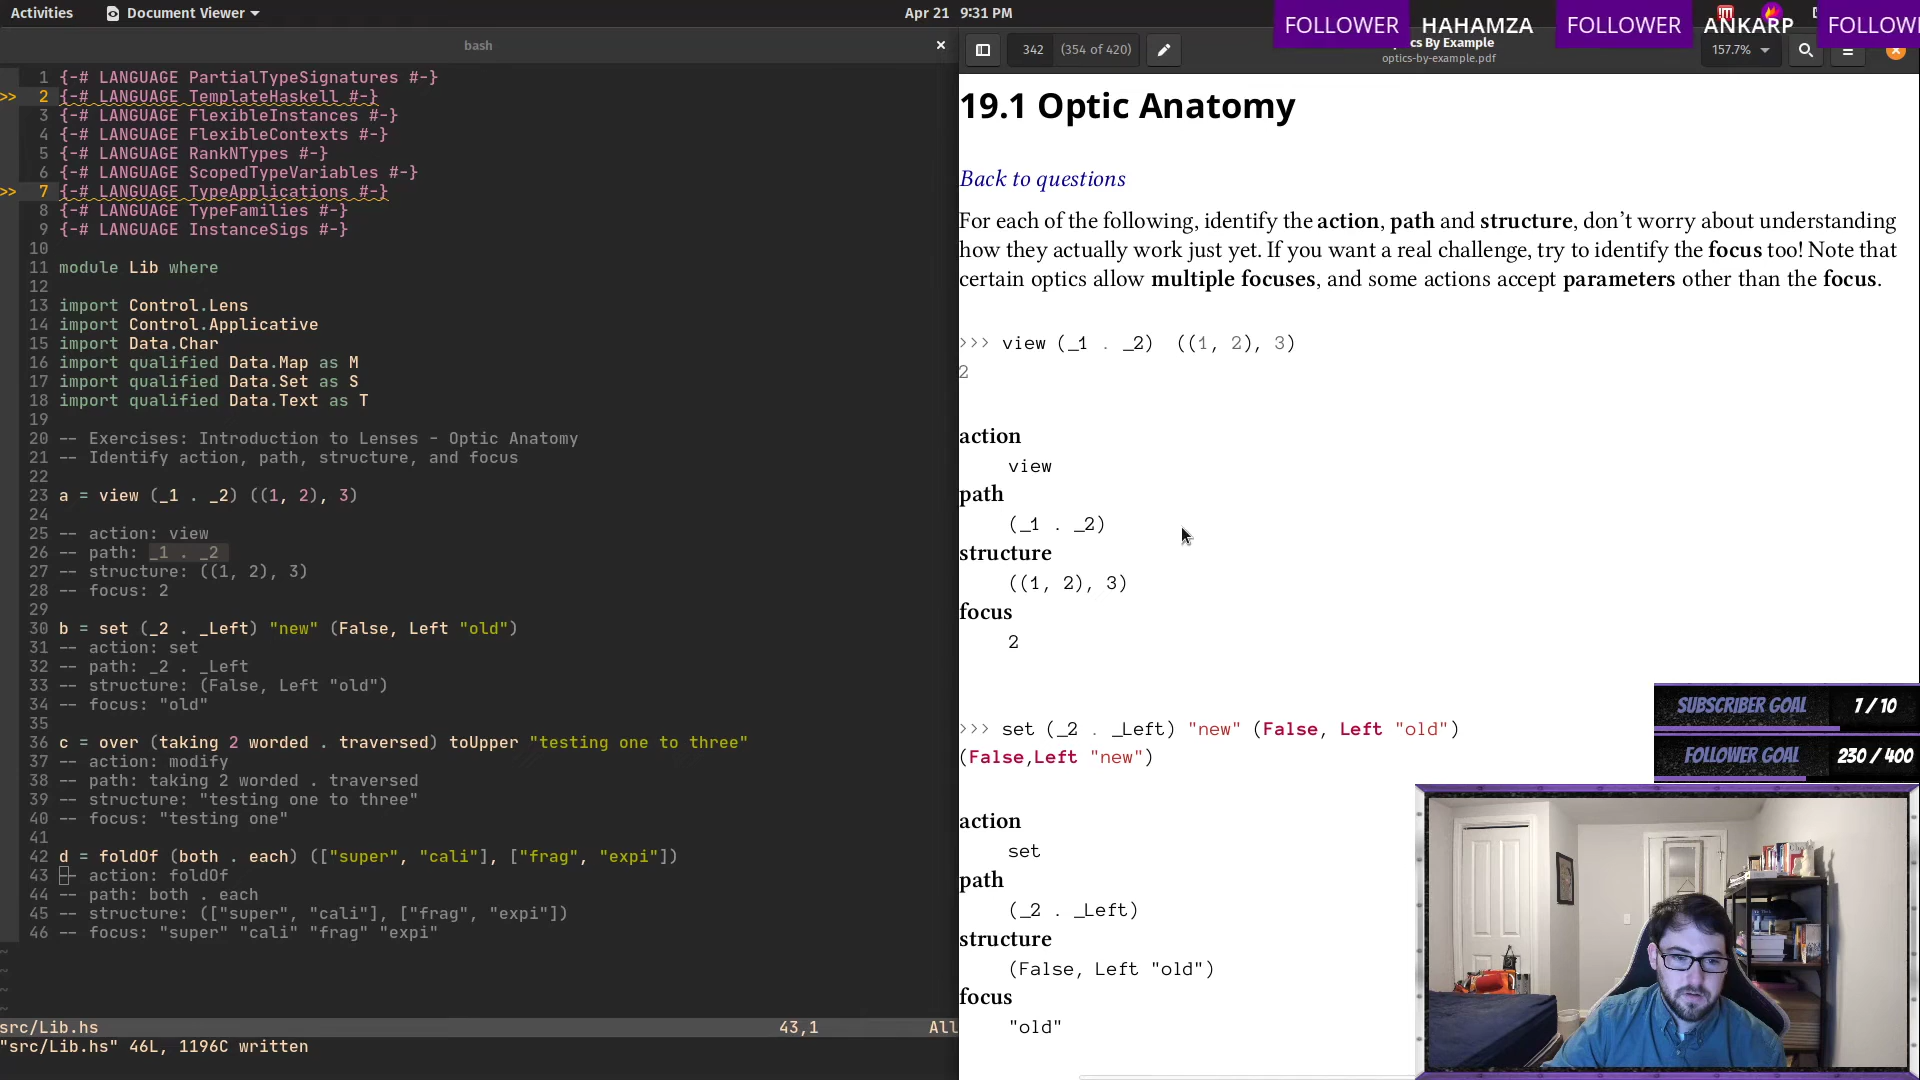 Activities
Document Viewer
Apr 21 9:31 PM
FOLLOWER HAHAMZA FOLLOWER ANKARP FOLLOW
bash
1 {-# LANGUAGE PartialTypeSignatures #-}
>> 2 {-# LANGUAGE TemplateHaskell #-}
3 {-# LANGUAGE FlexibleInstances #-}
4 {-# LANGUAGE FlexibleContexts #-}
5 {-# LANGUAGE RankNTypes #-}
6 {-# LANGUAGE ScopedTypeVariables #-}
>> 7 {-# LANGUAGE TypeApplications #-}
8 {-# LANGUAGE TypeFamilies #-}
9 {-# LANGUAGE InstanceSigs #-}
10
11 module Lib where
12
13 import Control.Lens
14 import Control.Applicative
15 import Data.Char
16 import qualified Data.Map as M
17 import qualified Data.Set as S
18 import qualified Data.Text as T
19
20 -- Exercises: Introduction to Lenses - Optic Anatomy
21 -- Identify action, path, structure, and focus
22
23 a = view (_1 . _2) ((1, 2), 3)
24
25 -- action: view
26 -- path: _1 . _2
27 -- structure: ((1, 2), 3)
28 -- focus: 2
29
30 b = set (_2 . _Left) "new" (False, Left "old")
31 -- action: set
32 -- path: _2 . _Left
33 -- structure: (False, Left "old")
34 -- focus: "old"
35
36 c = over (taking 2 worded . traversed) toUpper "testing one to three"
37 -- action: modify
38 -- path: taking 2 worded . traversed
39 -- structure: "testing one to three"
40 -- focus: "testing one"
41
42 d = foldOf (both . each) (["super", "cali"], ["frag", "expi"])
43 -- action: foldOf
44 -- path: both . each
45 -- structure: (["super", "cali"], ["frag", "expi"])
46 -- focus: "super" "cali" "frag" "expi"
~
~
~
~
src/Lib.hs 43,1 All
"src/Lib.hs" 46L, 1196C written
342 (354 of 420)
cs By Example
optics-by-example.pdf
157.7%
19.1 Optic Anatomy
Back to questions
For each of the following, identify the action, path and structure, don’t worry about understanding
how they actually work just yet. If you want a real challenge, try to identify the focus too! Note that
certain optics allow multiple focuses, and some actions accept parameters other than the focus.
>>> view (_1 . _2) ((1, 2), 3)
2
action
view
path
(_1 . _2)
structure
((1, 2), 3)
focus
2
>>> set (_2 . _Left) "new" (False, Left "old")
(False,Left "new")
action
set
path
(_2 . _Left)
structure
(False, Left "old")
focus
"old"
SUBSCRIBER GOAL 7 / 10
FOLLOWER GOAL 230 / 400